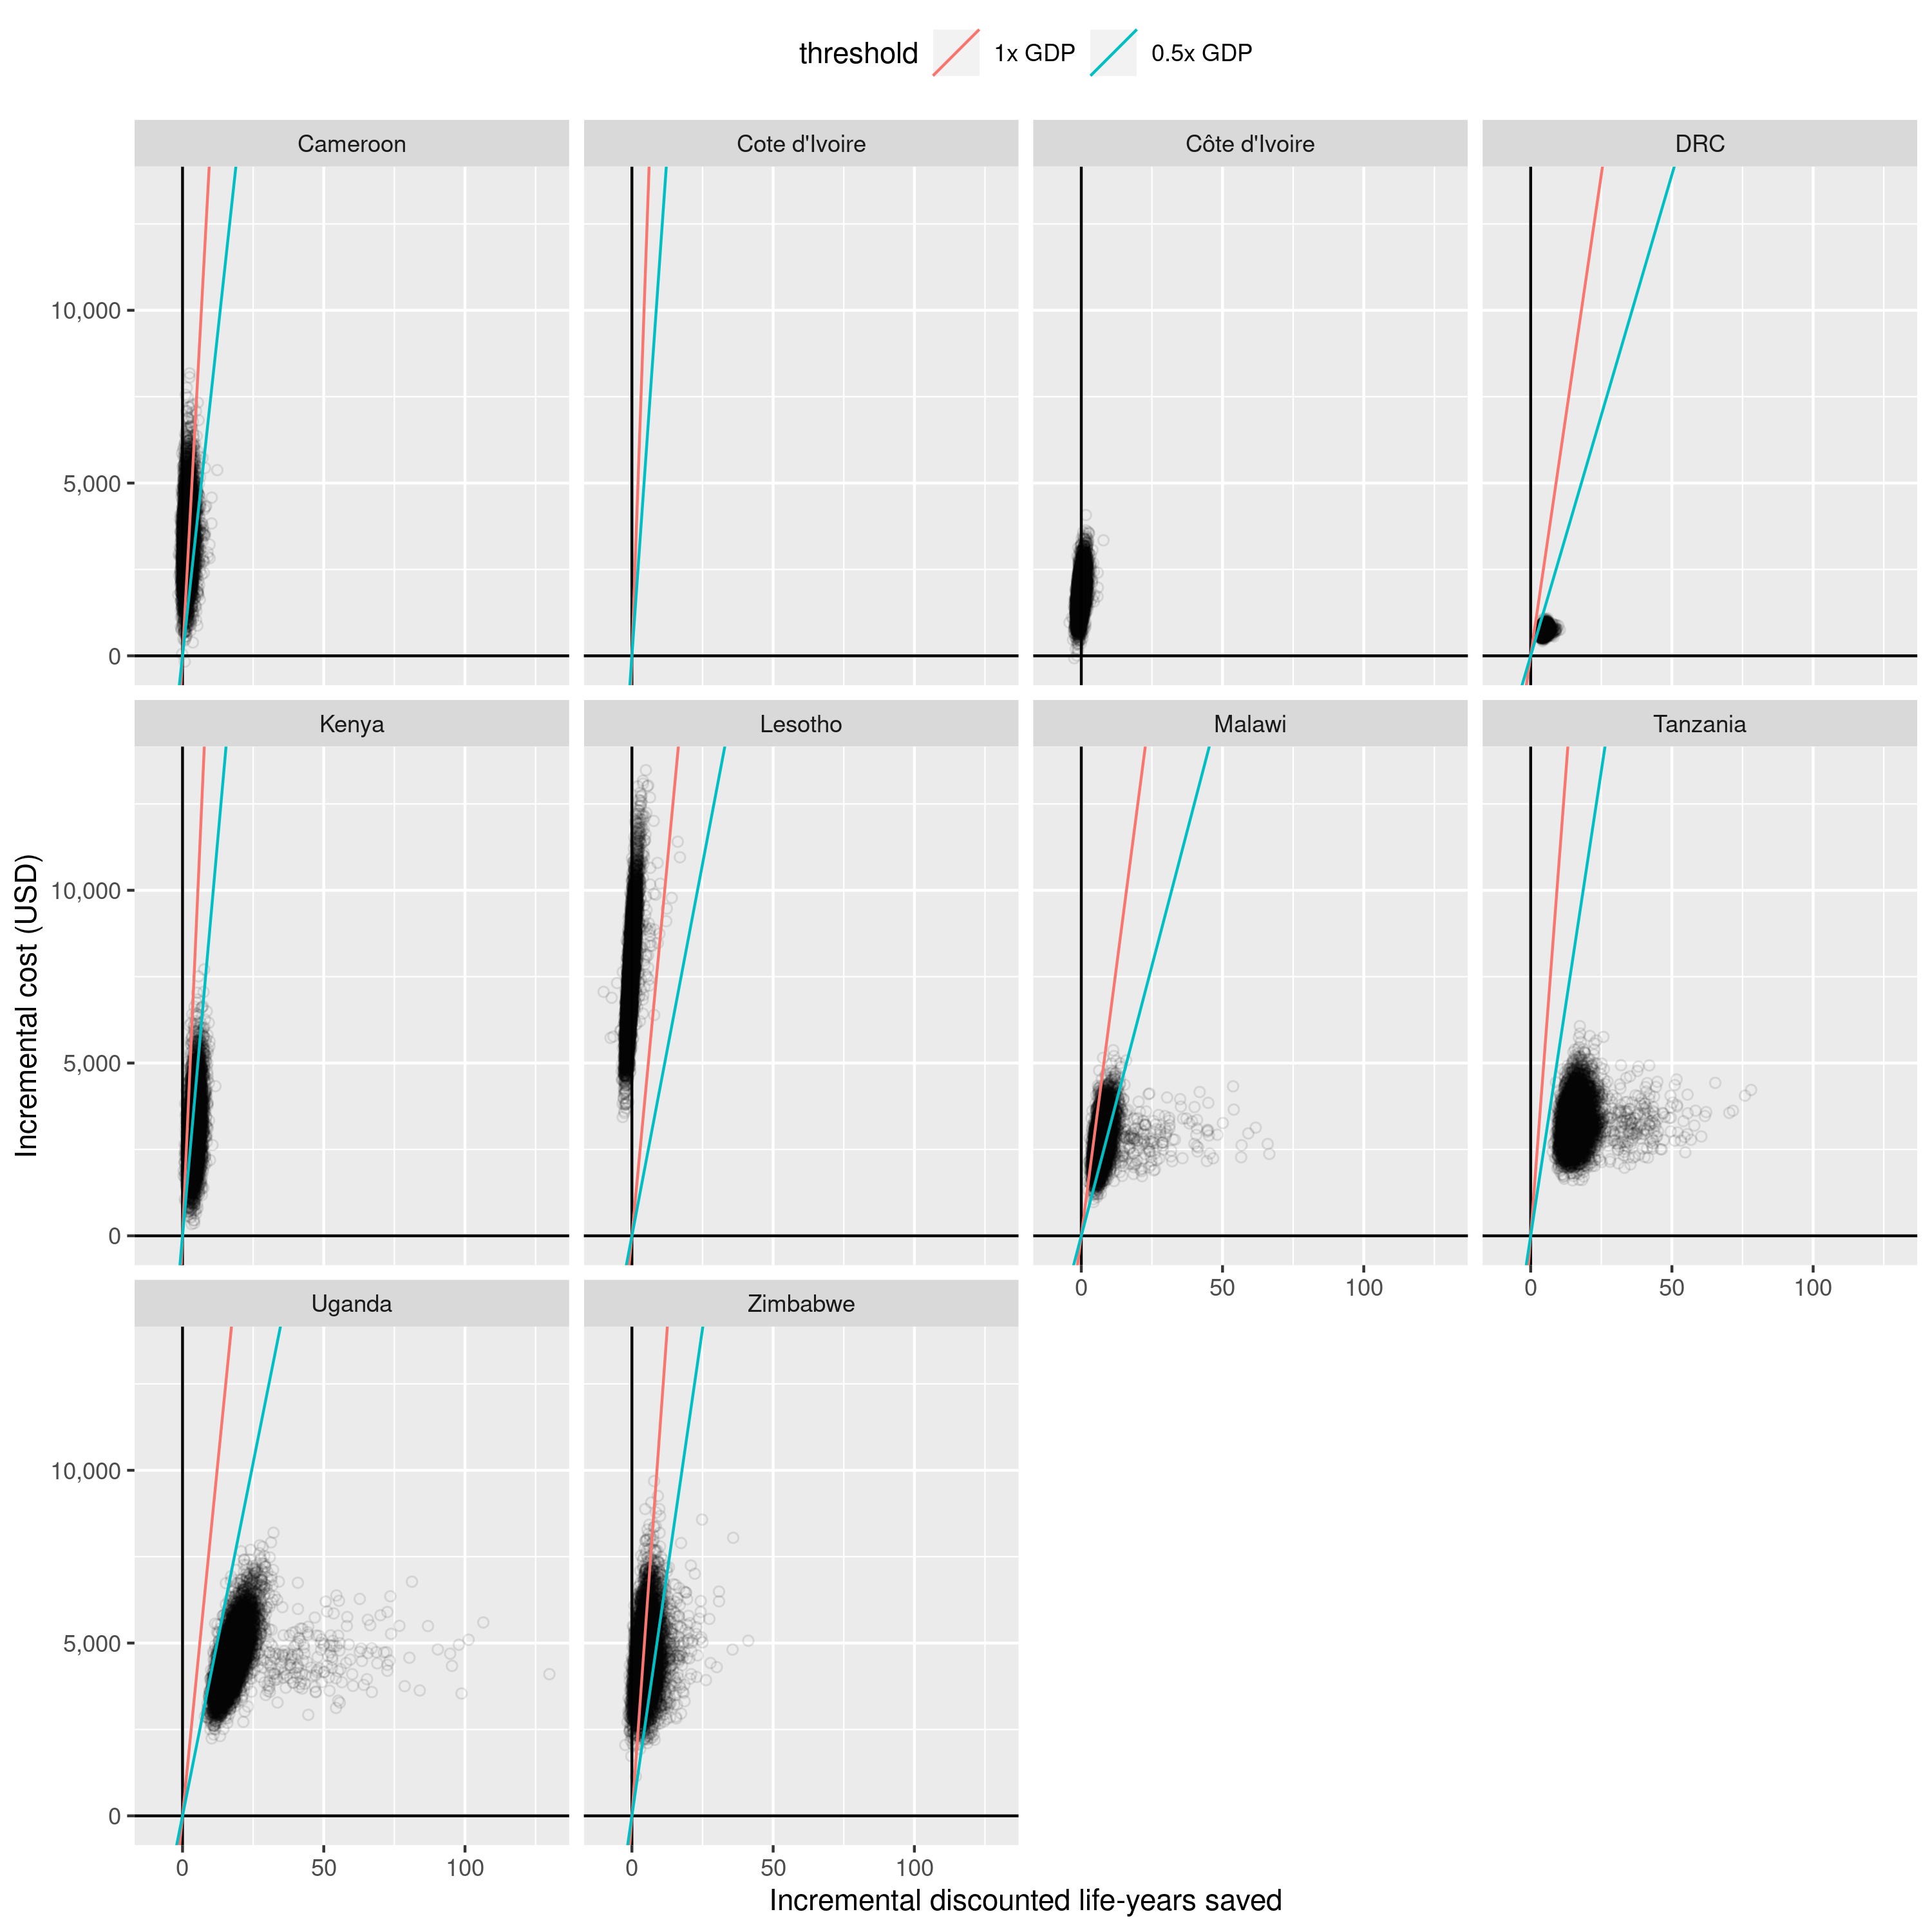 threshold 1x GDP 0.5x GDP
Cameroon Cote d'Ivoire Côte d'Ivoire DRC
10,000
5,000
0
Kenya Lesotho Malawi Tanzania
10,000
5,000
0
0 50 100 0 50 100
Uganda Zimbabwe
10,000
5,000
0
0 50 100 0 50 100
Incremental discounted life-years saved
Incremental cost (USD)